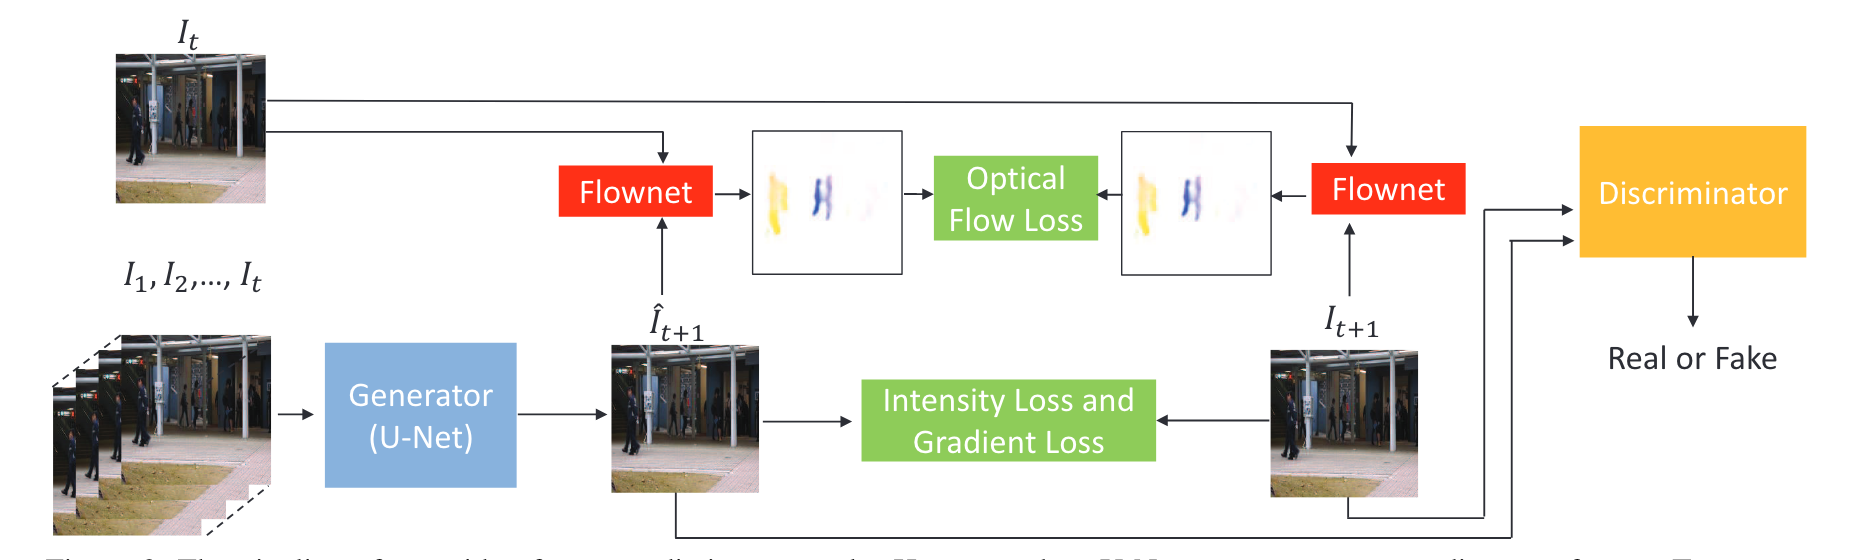 I_t
Flownet
Optical
Flow Loss
Flownet
Discriminator
I_1, I_2,..., I_t
Î_{t+1}
I_{t+1}
Real or Fake
Generator
(U-Net)
Intensity Loss and
Gradient Loss